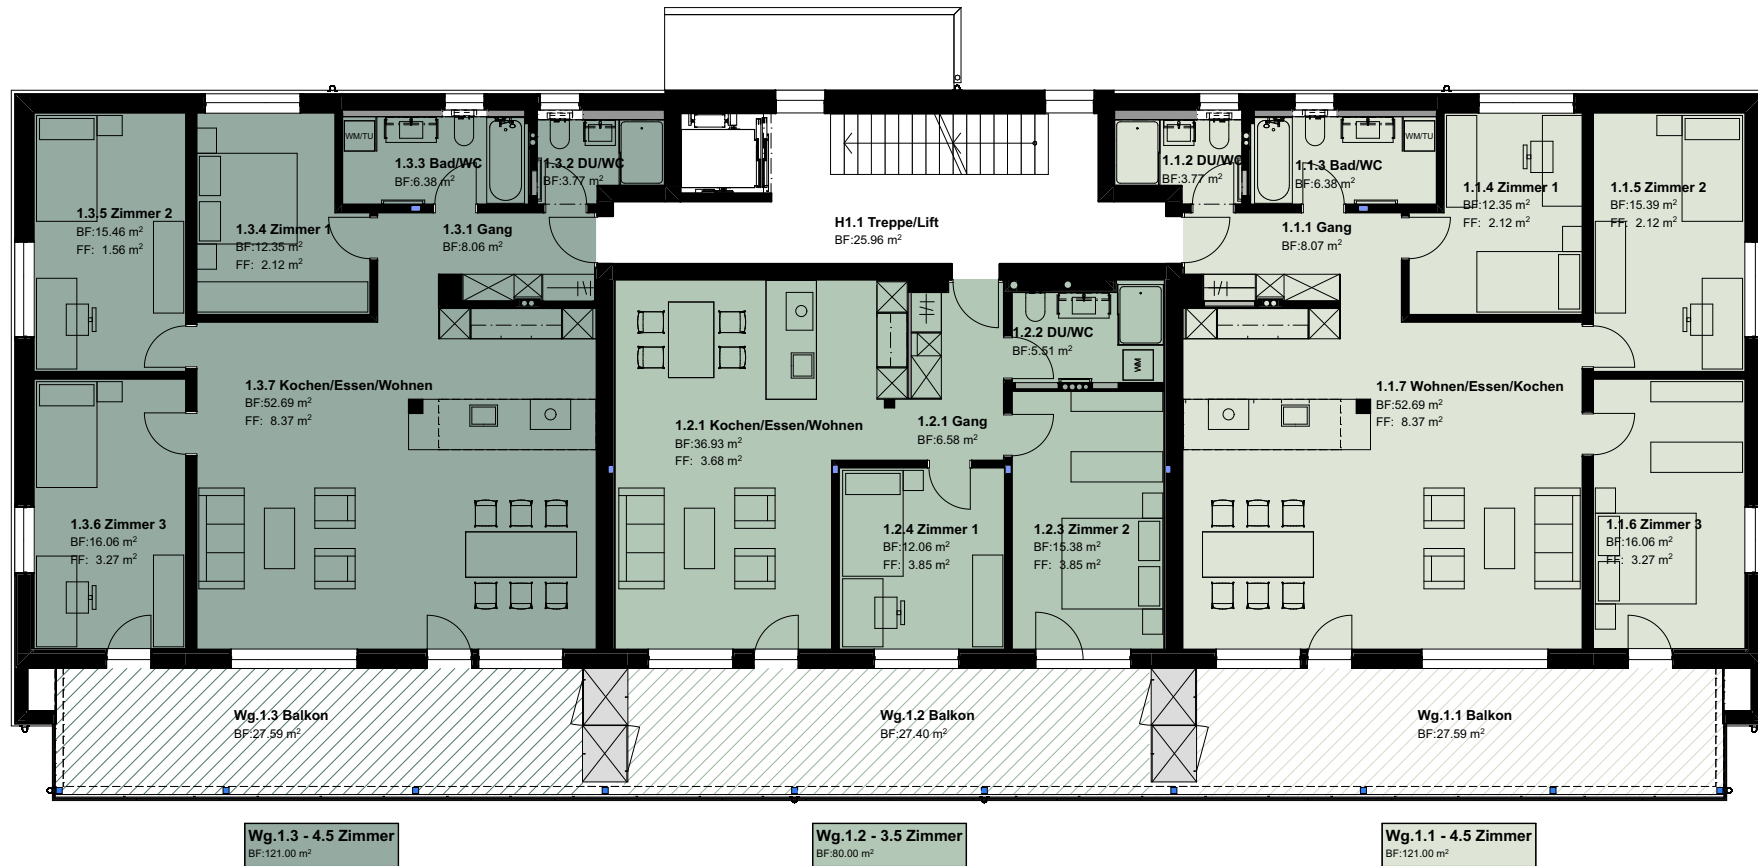 WM/TU
1.3.3 Bad/WC
BF:6.38 m²
1.3.2 DU/WC
BF:3.77 m²
1.1.2 DU/WC
BF:3.77 m²
1.1.3 Bad/WC
BF:6.38 m²
WM/TU
1.3.5 Zimmer 2
BF:15.46 m²
FF: 1.56 m²
1.3.4 Zimmer 1
BF:12.35 m²
FF: 2.12 m²
1.3.1 Gang
BF:8.06 m²
H1.1 Treppe/Lift
BF:25.96 m²
1.1.1 Gang
BF:8.07 m²
1.1.4 Zimmer 1
BF:12.35 m²
FF: 2.12 m²
1.1.5 Zimmer 2
BF:15.39 m²
FF: 2.12 m²
1.2.2 DU/WC
BF:5.51 m²
WM
1.3.7 Kochen/Essen/Wohnen
BF:52.69 m²
FF: 8.37 m²
1.2.1 Kochen/Essen/Wohnen
BF:36.93 m²
FF: 3.68 m²
1.2.1 Gang
BF:6.58 m²
1.1.7 Wohnen/Essen/Kochen
BF:52.69 m²
FF: 8.37 m²
1.3.6 Zimmer 3
BF:16.06 m²
FF: 3.27 m²
1.2.4 Zimmer 1
BF:12.06 m²
FF: 3.85 m²
1.2.3 Zimmer 2
BF:15.38 m²
FF: 3.85 m²
1.1.6 Zimmer 3
BF:16.06 m²
FF: 3.27 m²
Wg.1.3 Balkon
BF:27.59 m²
Wg.1.2 Balkon
BF:27.40 m²
Wg.1.1 Balkon
BF:27.59 m²
Wg.1.3 - 4.5 Zimmer
BF:121.00 m²
Wg.1.2 - 3.5 Zimmer
BF:80.00 m²
Wg.1.1 - 4.5 Zimmer
BF:121.00 m²